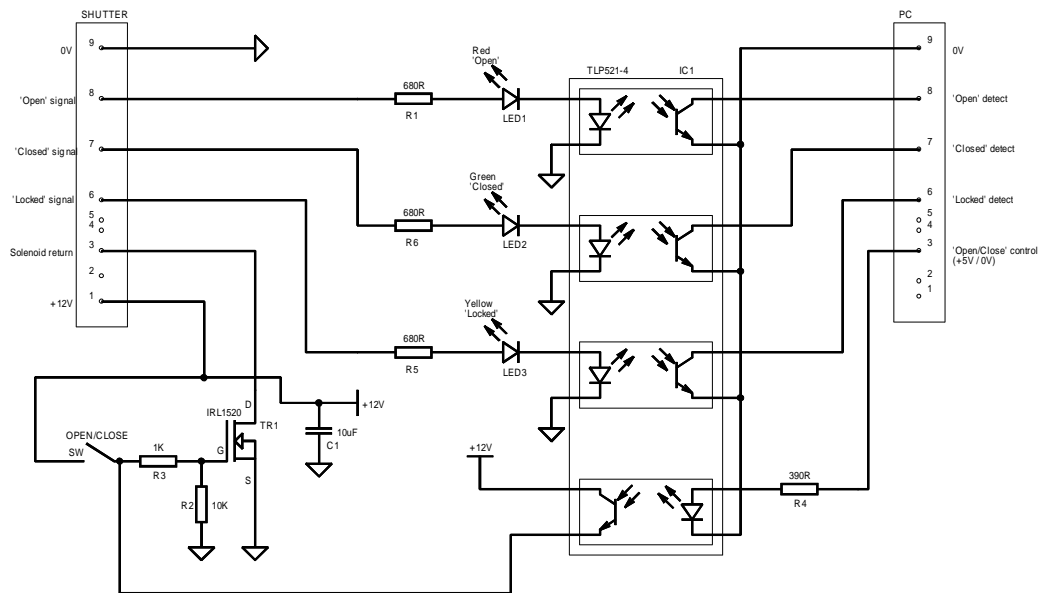 SHUTTER
PC
0V
9
'Open' signal
8
'Closed' signal
7
'Locked' signal
6
5
4
Solenoid return
3
2
+12V
1
Red
'Open'
680R
R1
LED1
Green
'Closed'
680R
R6
LED2
Yellow
'Locked'
680R
R5
LED3
TLP521-4
IC1
9
0V
8
'Open' detect
7
'Closed' detect
6
'Locked' detect
5
4
3
'Open/Close' control
(+5V / 0V)
2
1
IRL1520
D
TR1
G
S
OPEN/CLOSE
SW
1K
R3
R2
10K
+12V
10uF
C1
+12V
390R
R4